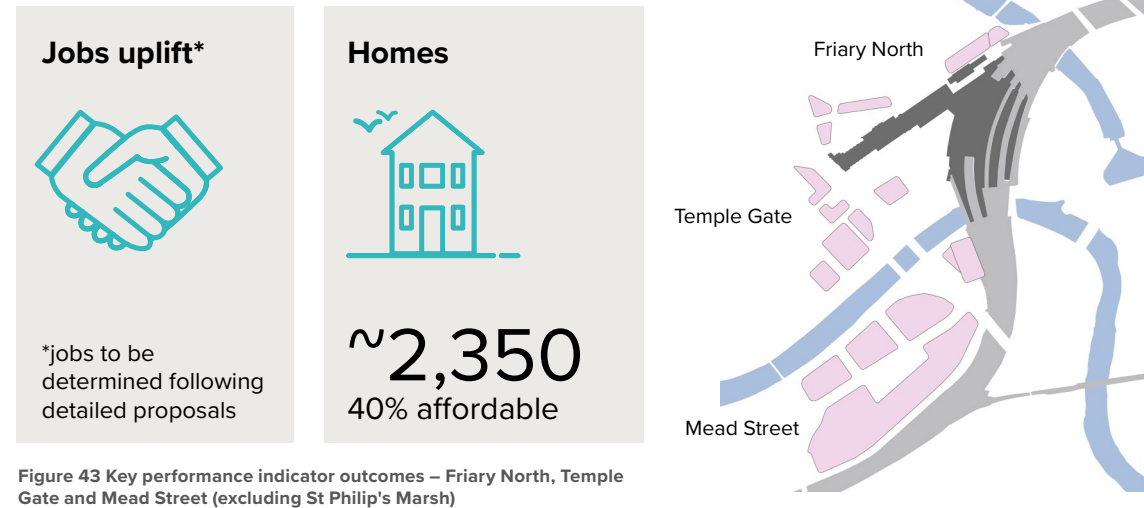 Jobs uplift*
*jobs to be
determined following
detailed proposals
Homes
~2,350
40% affordable
Friary North
Temple Gate
Mead Street
Figure 43 Key performance indicator outcomes – Friary North, Temple
Gate and Mead Street (excluding St Philip's Marsh)